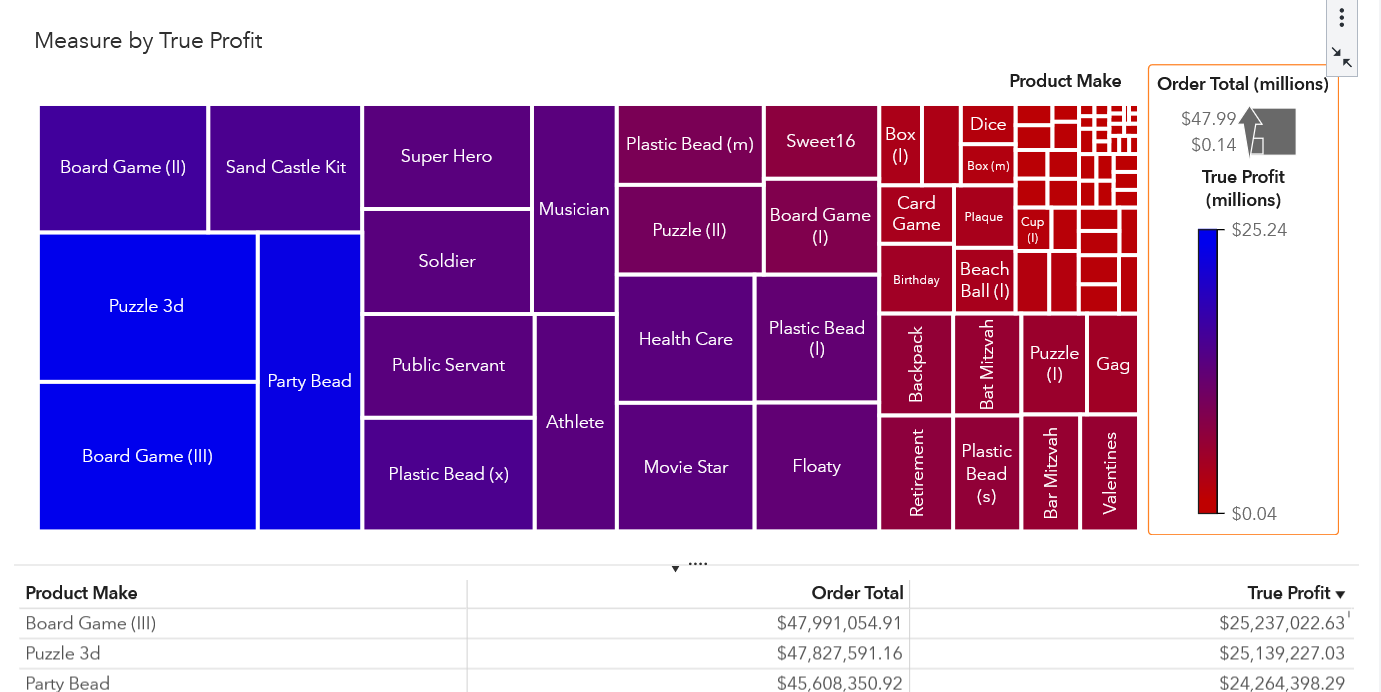 Measure by True Profit
Product Make
Order Total (millions)
$47.99
$0.14
True Profit
(millions)
$25.24
$0.04
Board Game (II)
Sand Castle Kit
Puzzle 3d
Board Game (III)
Party Bead
Super Hero
Soldier
Musician
Public Servant
Plastic Bead (x)
Athlete
Plastic Bead (m)
Puzzle (II)
Sweet16
Board Game
(I)
Health Care
Plastic Bead
(l)
Movie Star
Floaty
Box
(l)
Dice
Box (m)
Card
Game
Plaque
Cup
(l)
Birthday
Beach
Ball (l)
Backpack
Bat Mitzvah
Puzzle
(I)
Gag
Retirement
Plastic
Bead
(s)
Bar Mitzvah
Valentines
Product Make Order Total True Profit
Board Game (III) $47,991,054.91 $25,237,022.63
Puzzle 3d $47,827,591.16 $25,139,227.03
Party Bead $45,608,350.92 $24,264,398.29